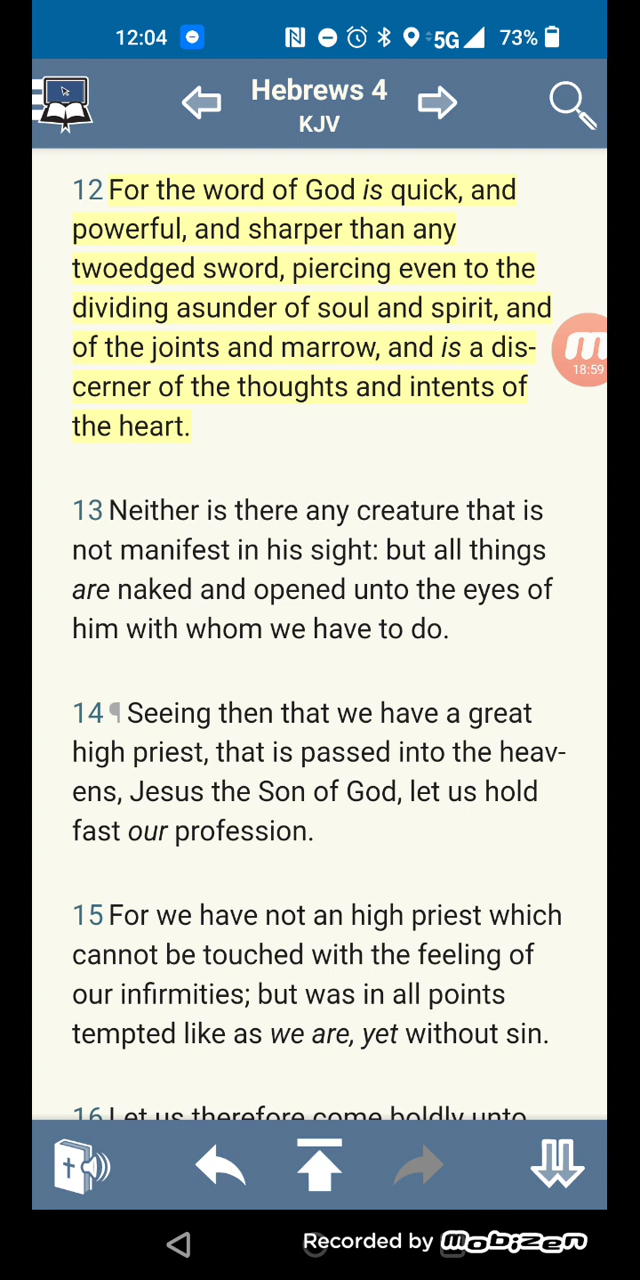 12:04
5G 73%
Hebrews 4
KJV
12 For the word of God is quick, and
powerful, and sharper than any
twoedged sword, piercing even to the
dividing asunder of soul and spirit, and
of the joints and marrow, and is a dis-
cerner of the thoughts and intents of
the heart.
18:59
13 Neither is there any creature that is
not manifest in his sight: but all things
are naked and opened unto the eyes of
him with whom we have to do.
14 ¶ Seeing then that we have a great
high priest, that is passed into the heav-
ens, Jesus the Son of God, let us hold
fast our profession.
15 For we have not an high priest which
cannot be touched with the feeling of
our infirmities; but was in all points
tempted like as we are, yet without sin.
16 Let us therefore come boldly unto
Recorded by Mobizen